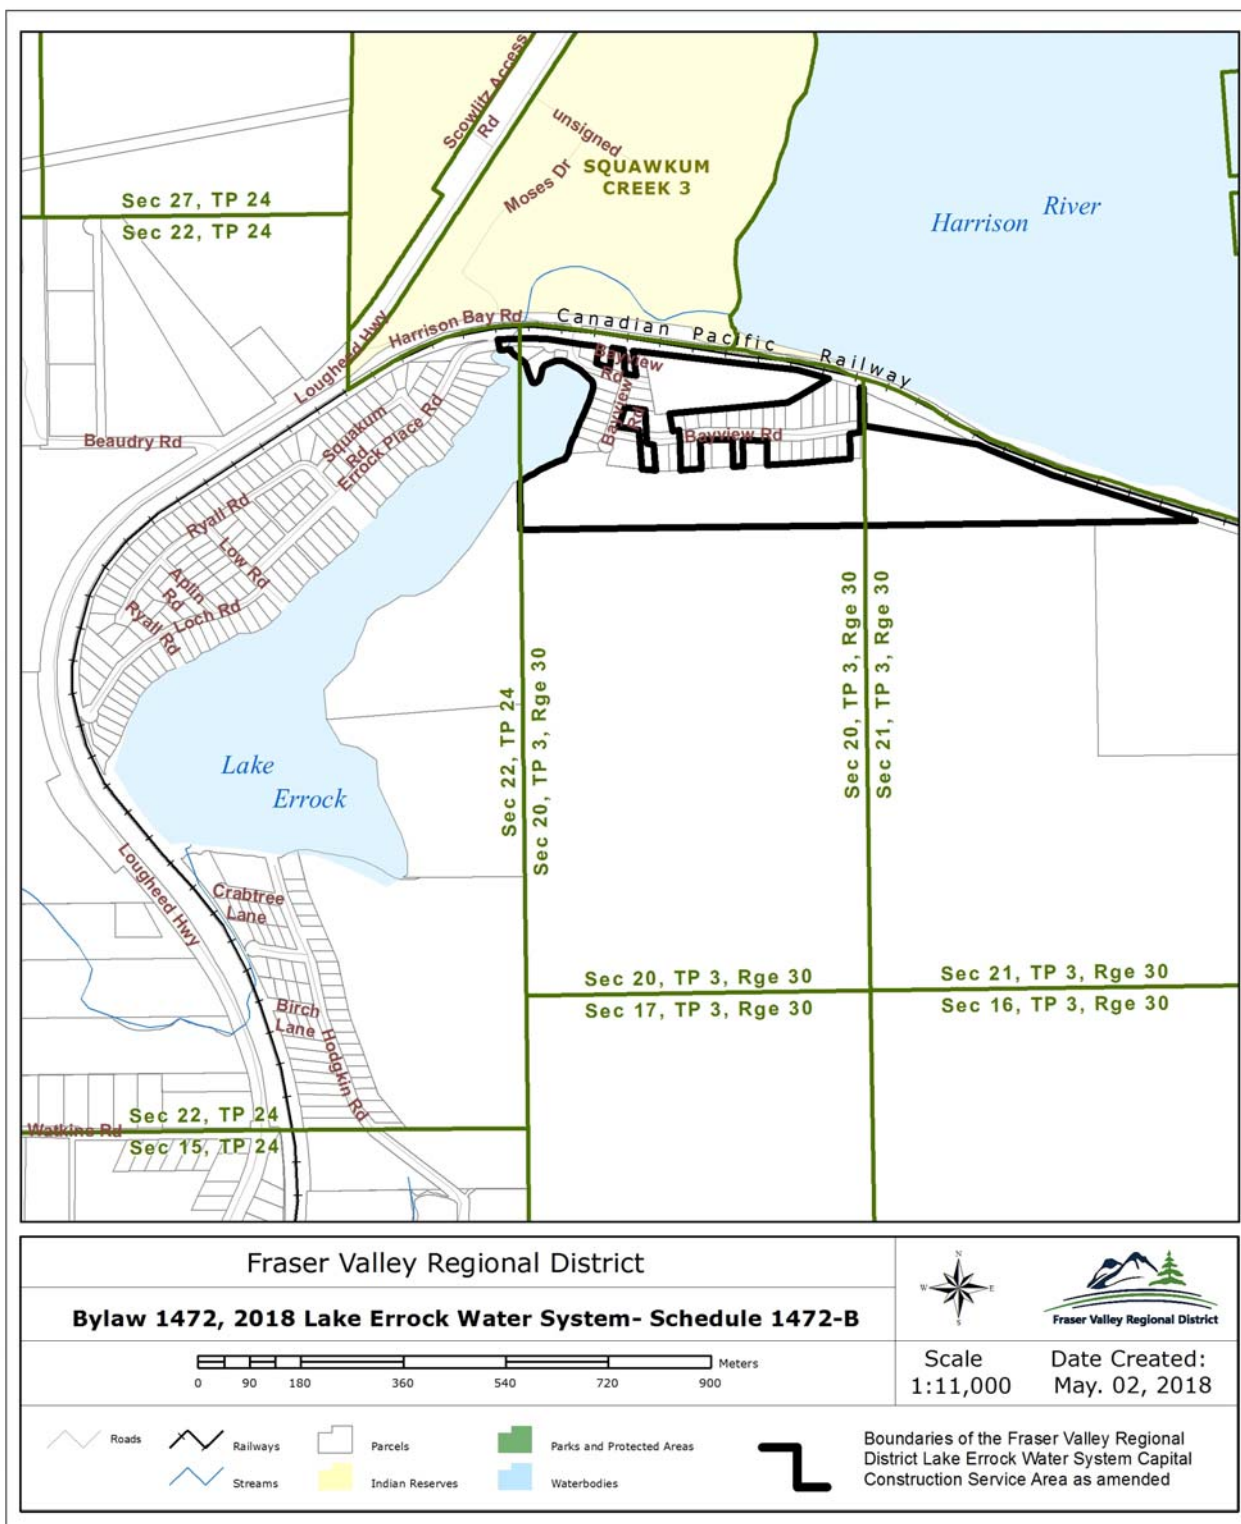 Scowlitz Access
Rd
unsigned
Moses Dr
SQUAWKUM
CREEK 3
Sec 27, TP 24
Sec 22, TP 24
Harrison River
Lougheed Hwy
Harrison Bay Rd
Canadian Pacific Railway
Bayview
Rd
Bayview
Rd
Bayview Rd
Beaudry Rd
Squakum
Rd
Errock Place Rd
Ryall Rd
Low Rd
Aplin
Rd
Loch Rd
Ryall Rd
Sec 22, TP 24
Sec 20, TP 3, Rge 30
Sec 20, TP 3, Rge 30
Sec 21, TP 3, Rge 30
Lake
Errock
Lougheed Hwy
Crabtree
Lane
Birch
Lane
Hodgkin Rd
Sec 20, TP 3, Rge 30
Sec 17, TP 3, Rge 30
Sec 21, TP 3, Rge 30
Sec 16, TP 3, Rge 30
Watkins Rd
Sec 22, TP 24
Sec 15, TP 24
Fraser Valley Regional District
Bylaw 1472, 2018 Lake Errock Water System- Schedule 1472-B
0 90 180 360 540 720 900 Meters
N
W E
S
Fraser Valley Regional District
Scale
1:11,000
Date Created:
May. 02, 2018
Roads
Railways
Parcels
Parks and Protected Areas
Streams
Indian Reserves
Waterbodies
Boundaries of the Fraser Valley Regional
District Lake Errock Water System Capital
Construction Service Area as amended